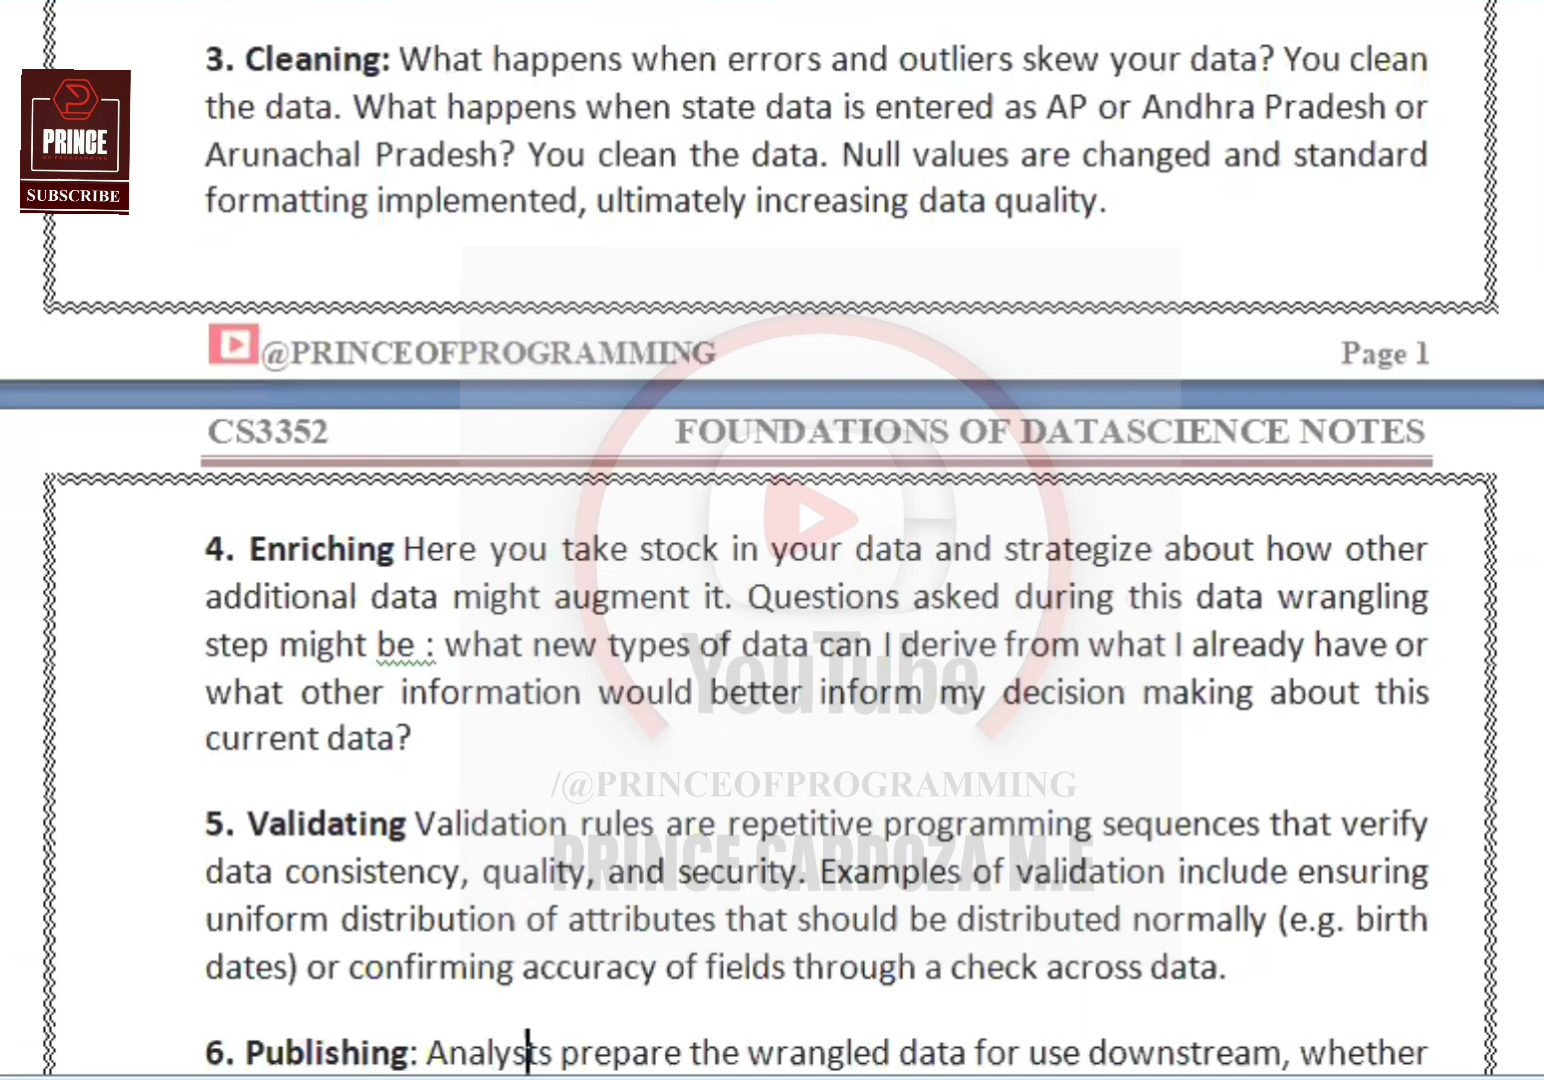 3. Cleaning: What happens when errors and outliers skew your data? You clean
the data. What happens when state data is entered as AP or Andhra Pradesh or
Arunachal Pradesh? You clean the data. Null values are changed and standard
formatting implemented, ultimately increasing data quality.
PRINCE
OF PROGRAMMING
SUBSCRIBE
@PRINCEOFPROGRAMMING
Page 1
CS3352
FOUNDATIONS OF DATASCIENCE NOTES
4. Enriching Here you take stock in your data and strategize about how other
additional data might augment it. Questions asked during this data wrangling
step might be : what new types of data can I derive from what I already have or
what other information would better inform my decision making about this
current data?
YouTube
/@PRINCEOFPROGRAMMING
PRINCE CARDOZA M.E
5. Validating Validation rules are repetitive programming sequences that verify
data consistency, quality, and security. Examples of validation include ensuring
uniform distribution of attributes that should be distributed normally (e.g. birth
dates) or confirming accuracy of fields through a check across data.
6. Publishing: Analysts prepare the wrangled data for use downstream, whether